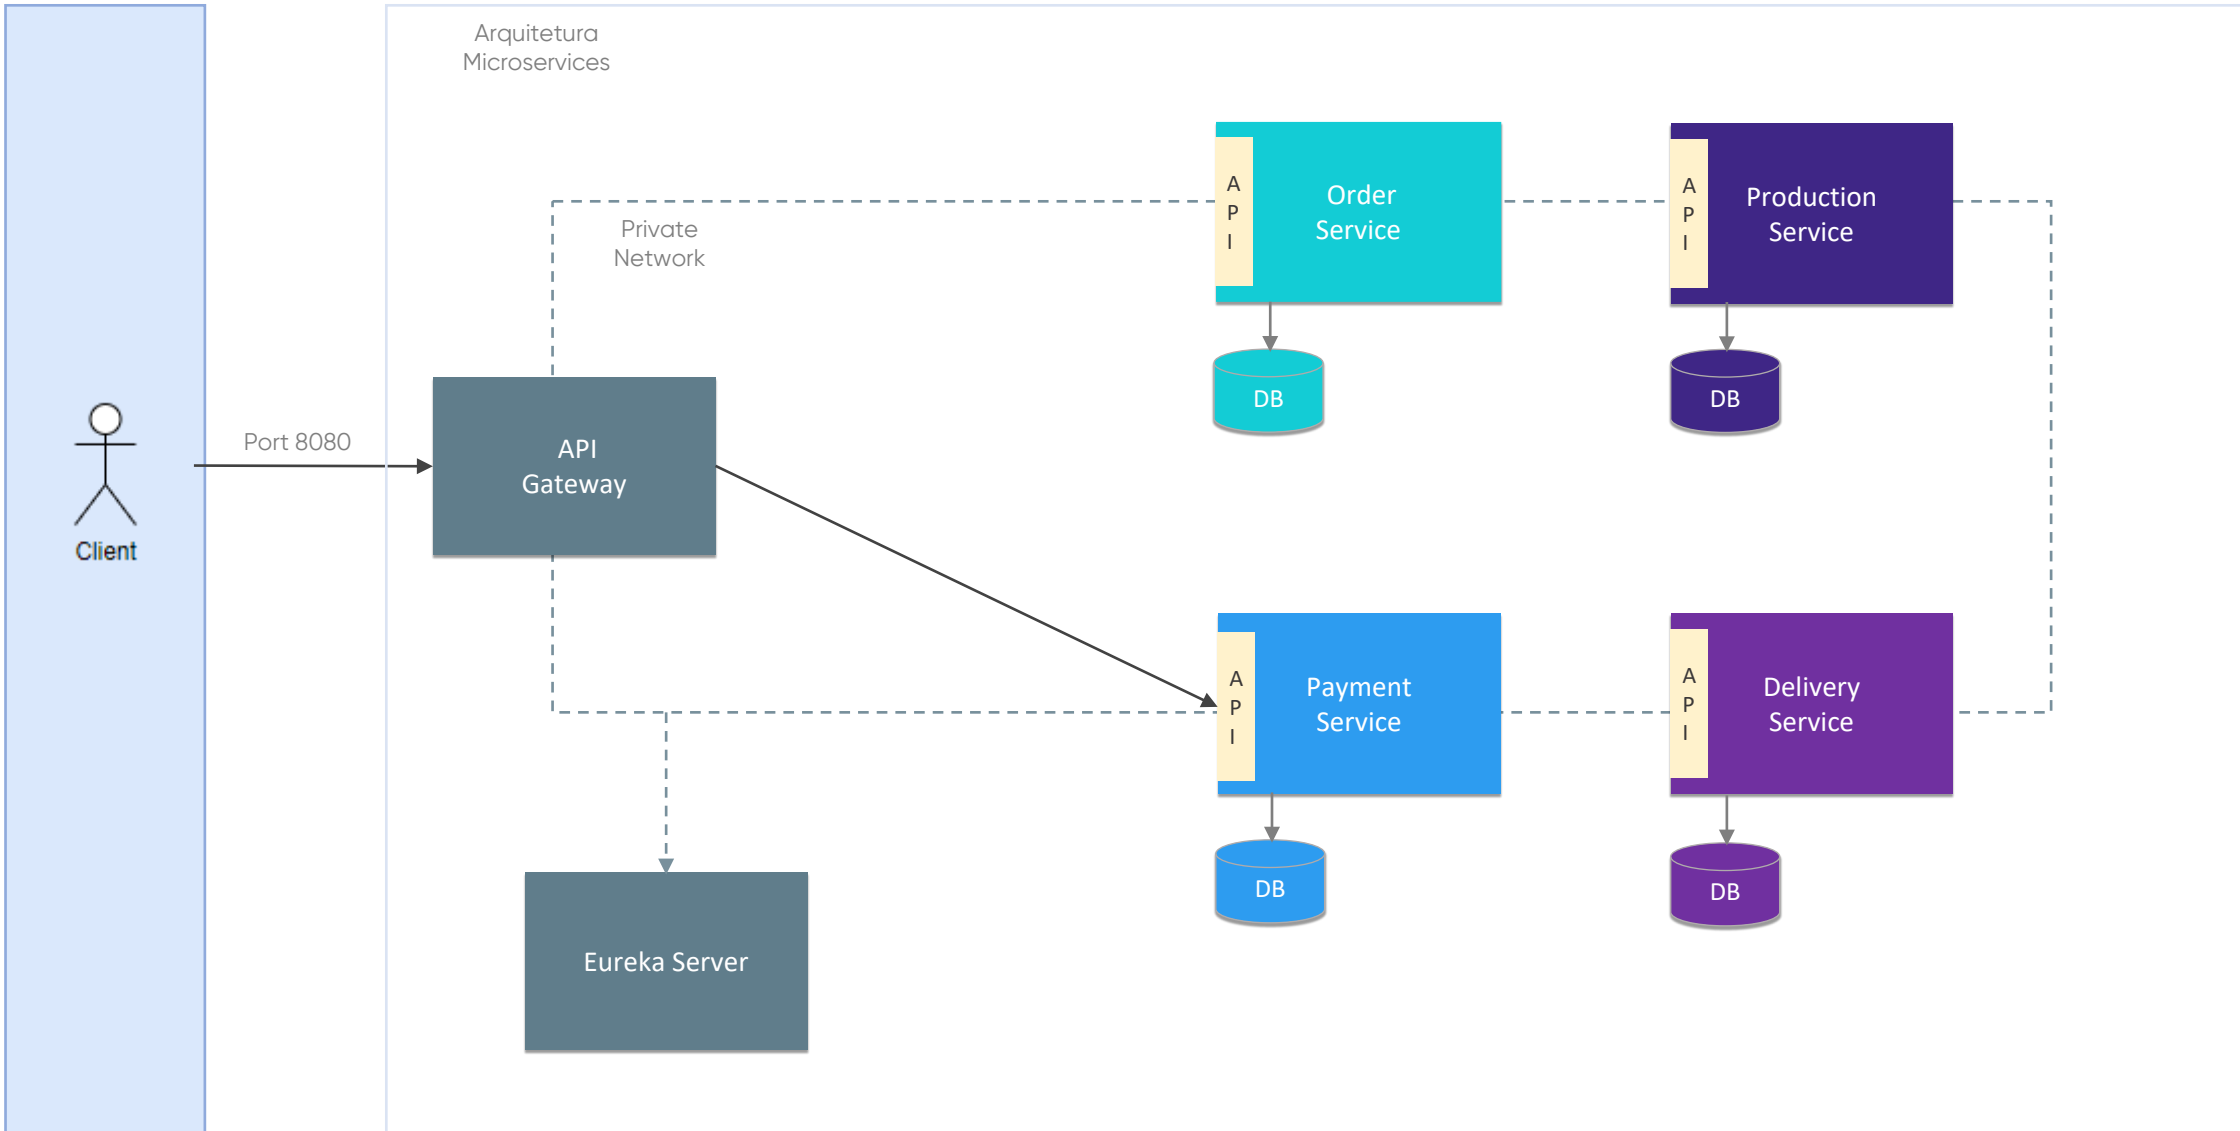 Arquitetura
Microservices
Private
Network
A
P
I
Order
Service
A
P
I
Production
Service
DB
DB
Port 8080
Client
API
Gateway
A
P
I
Payment
Service
A
P
I
Delivery
Service
DB
DB
Eureka Server